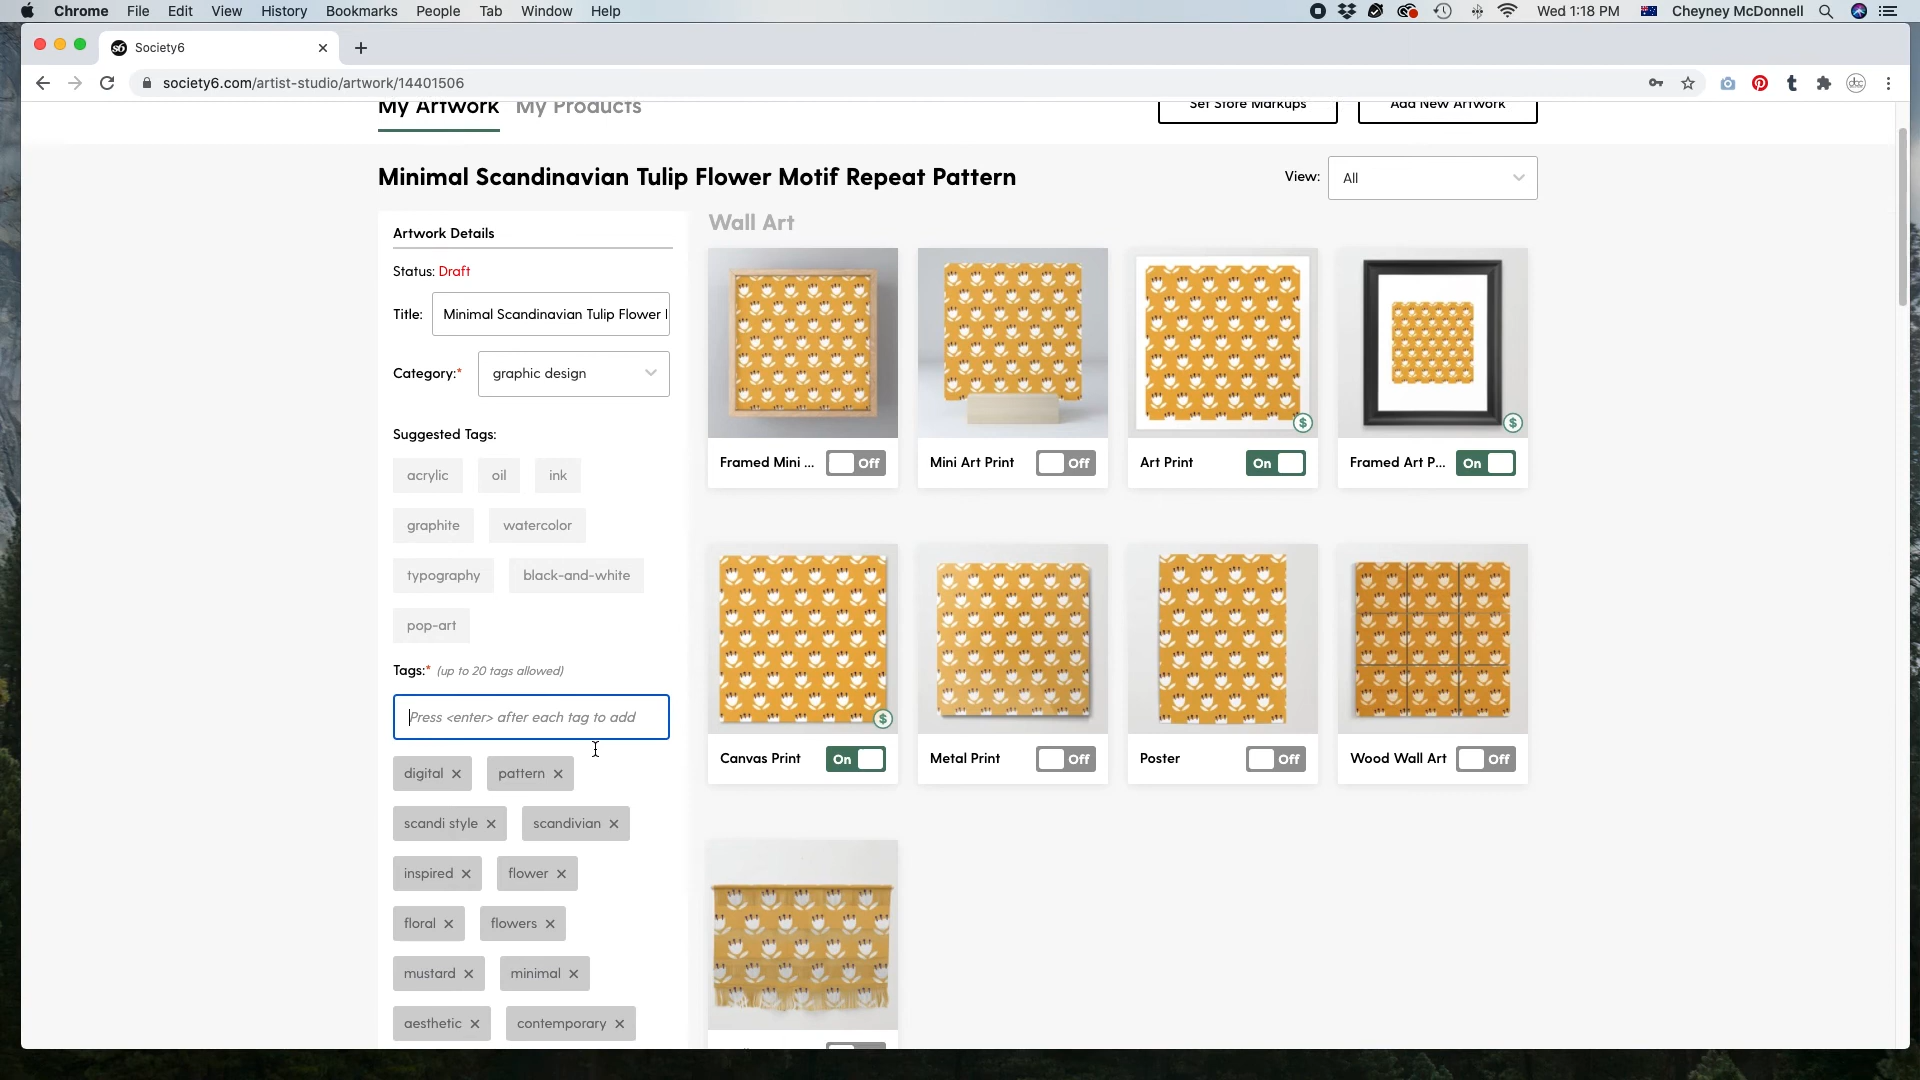 Chrome File Edit View History Bookmarks People Tab Window Help
Wed 1:18 PM Cheyney McDonnell
Society6
society6.com/artist-studio/artwork/14401506
My Artwork My Products
Set Store Markups Add New Artwork
Minimal Scandinavian Tulip Flower Motif Repeat Pattern
View: All
Artwork Details
Status: Draft
Title: Minimal Scandinavian Tulip Flower
Category:* graphic design
Suggested Tags:
acrylic oil ink
graphite watercolor
typography black-and-white
pop-art
Tags:* (up to 20 tags allowed)
Press <enter> after each tag to add
digital × pattern ×
scandi style × scandivian ×
inspired × flower ×
floral × flowers ×
mustard × minimal ×
aesthetic × contemporary ×
Wall Art
Framed Mini ... Off
Mini Art Print Off
Art Print On
Framed Art P... On
Canvas Print On
Metal Print Off
Poster Off
Wood Wall Art Off